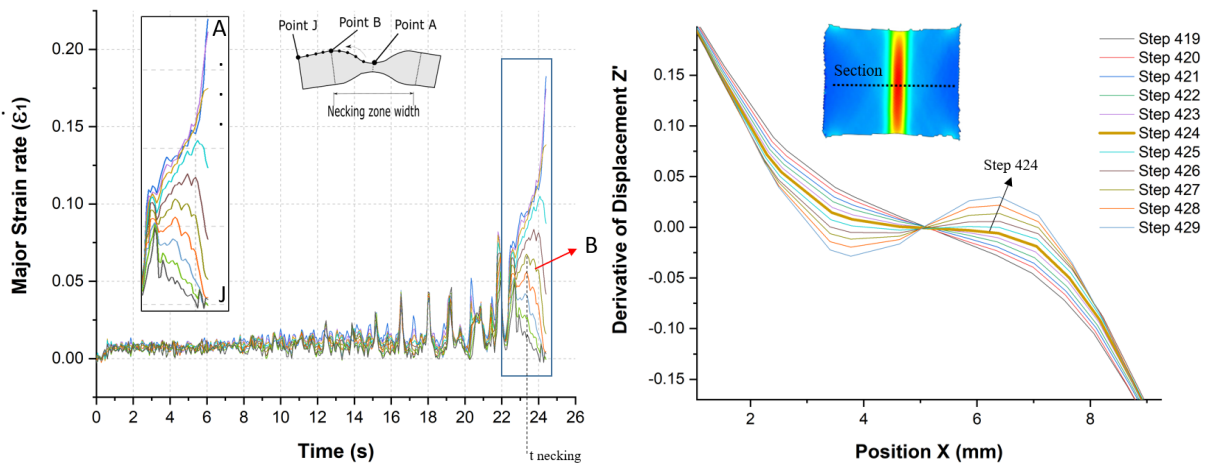 Major Strain rate (ε̇₁)
0.20
0.15
0.10
0.05
0.00
A
J
Point J
Point B
Point A
Necking zone width
B
0
2
4
6
8
10
12
14
16
18
20
22
24
26
Time (s)
t necking
Derivative of Displacement Z'
0.15
0.10
0.05
0.00
-0.05
-0.10
-0.15
Section
Step 424
Step 419
Step 420
Step 421
Step 422
Step 423
Step 424
Step 425
Step 426
Step 427
Step 428
Step 429
2
4
6
8
Position X (mm)